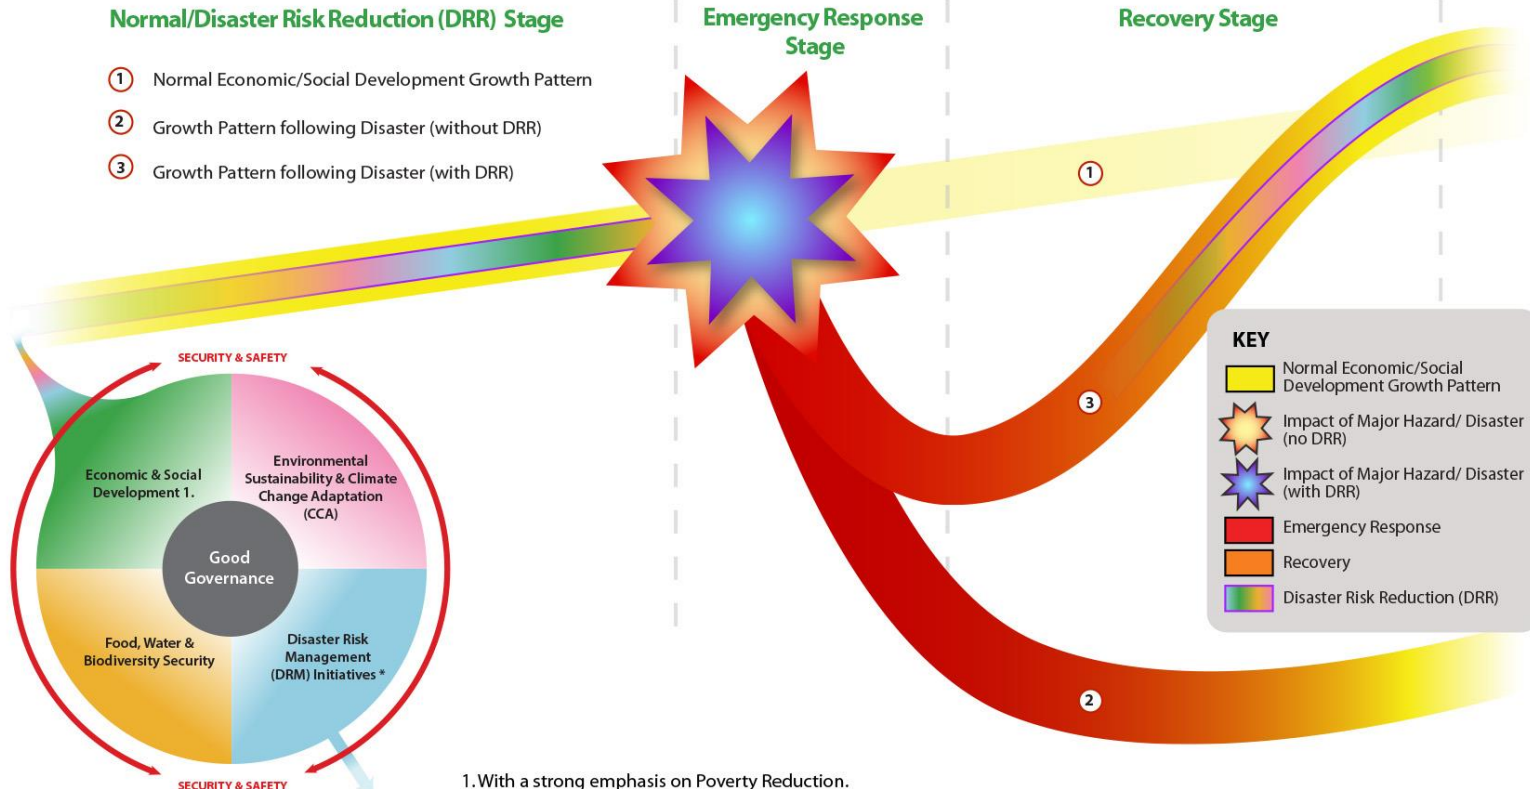 Normal/Disaster Risk Reduction (DRR) Stage
Emergency Response
Stage
Recovery Stage
1 Normal Economic/Social Development Growth Pattern
2 Growth Pattern following Disaster (without DRR)
3 Growth Pattern following Disaster (with DRR)
1
3
2
KEY
Normal Economic/Social
Development Growth Pattern
Impact of Major Hazard/ Disaster
(no DRR)
Impact of Major Hazard/ Disaster
(with DRR)
Emergency Response
Recovery
Disaster Risk Reduction (DRR)
SECURITY & SAFETY
Economic & Social
Development 1.
Environmental
Sustainability & Climate
Change Adaptation
(CCA)
Good
Governance
Food, Water &
Biodiversity Security
Disaster Risk
Management
(DRM) Initiatives *
SECURITY & SAFETY
1. With a strong emphasis on Poverty Reduction.